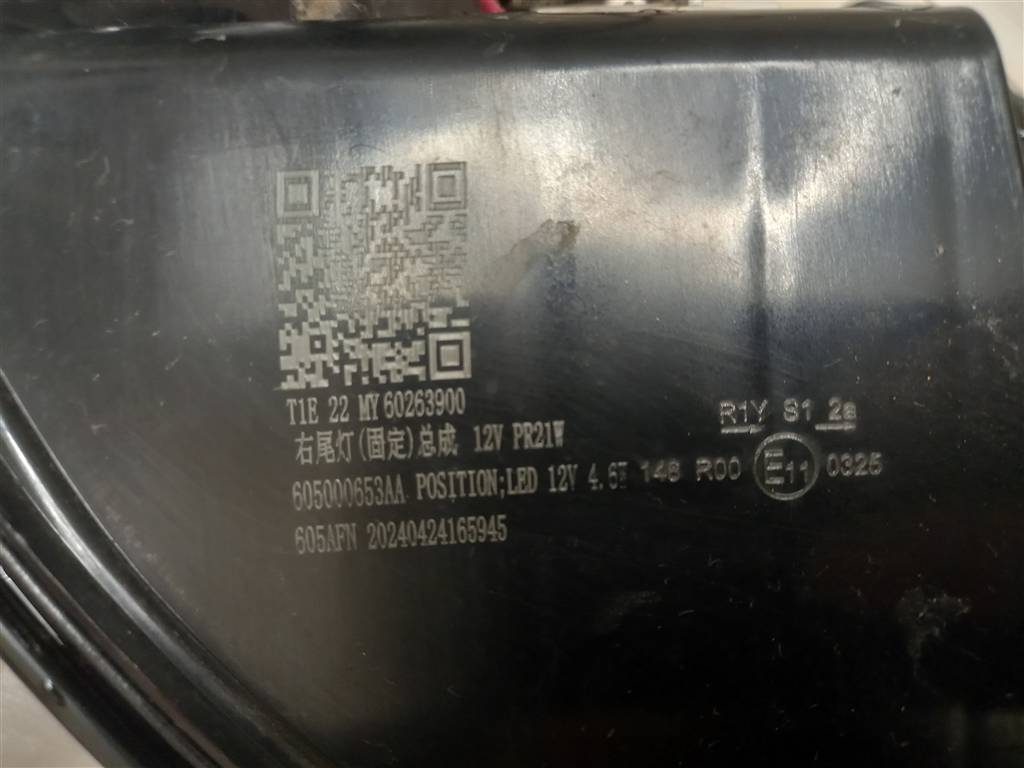 T1E 22 MY 60263900
右尾灯(固定)总成 12V PR21W
R1Y S1 2a
605000653AA POSITION;LED 12V 4.6W 148 R00 E11 0325
605AFN 20240424165945